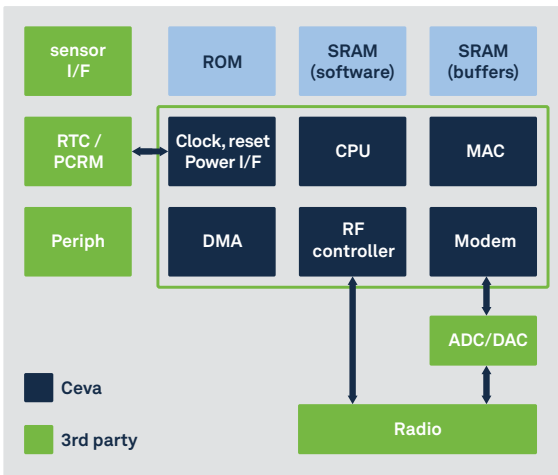 sensor
I/F
ROM
SRAM
(software)
SRAM
(buffers)
RTC /
PCRM
Clock, reset
Power I/F
CPU
MAC
Periph
DMA
RF
controller
Modem
ADC/DAC
Ceva
3rd party
Radio